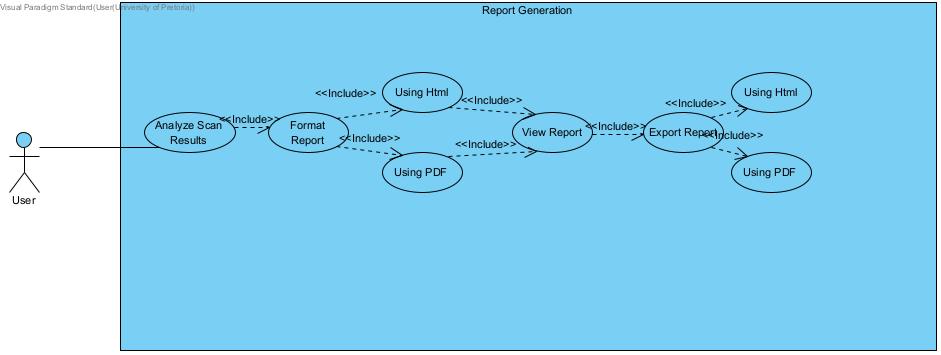 Visual Paradigm Standard(User(University of Pretoria))
Report Generation
Using Html
<<Include>>
<<Include>>
Using Html
<<Include>>
Analyze Scan
Results
<<Include>>
Format
Report
<<Include>>
View Report
<<Include>>
Export Report
<<Include>>
<<Include>>
Using PDF
Using PDF
User